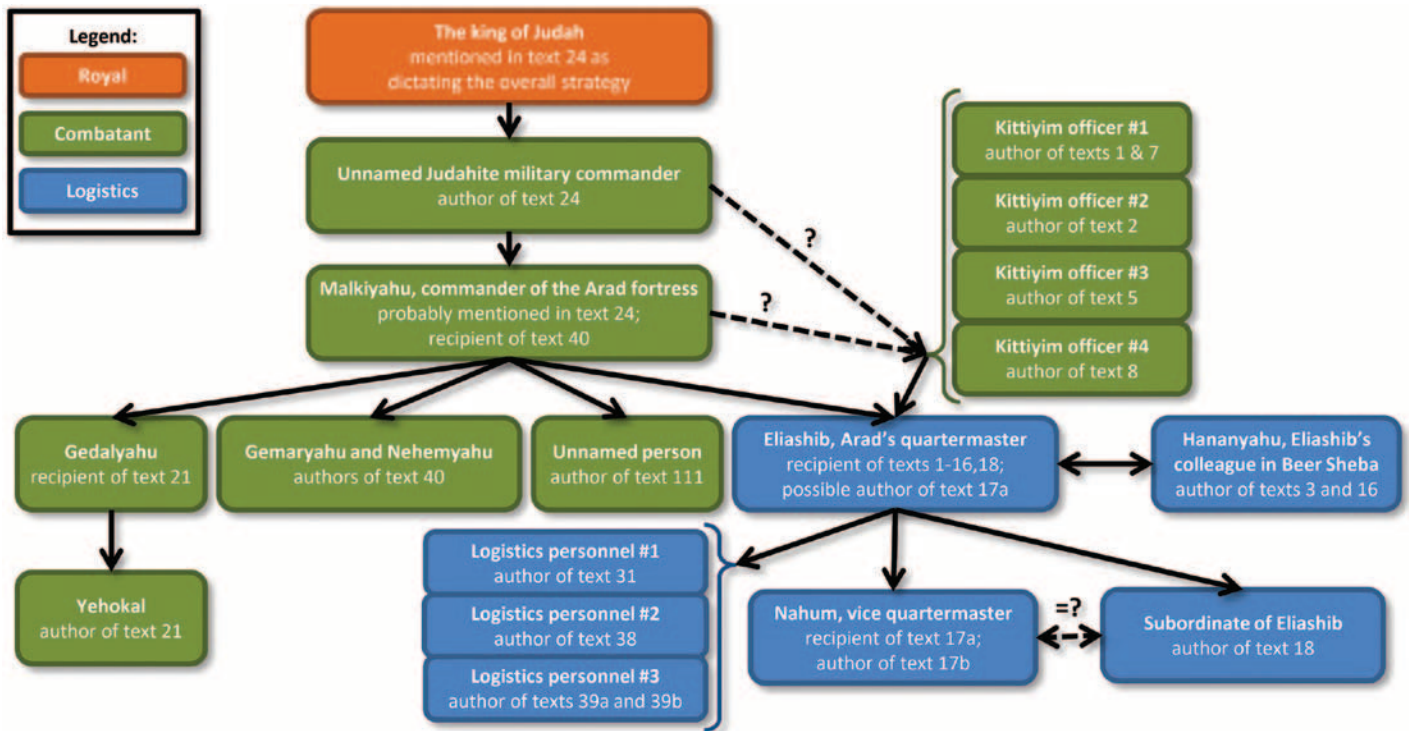 Legend:
Royal
Combatant
Logistics
The king of Judah
mentioned in text 24 as
dictating the overall strategy
Unnamed Judahite military commander
author of text 24
?
Malkiyahu, commander of the Arad fortress
probably mentioned in text 24;
recipient of text 40
?
Kittiyim officer #1
author of texts 1 & 7
Kittiyim officer #2
author of text 2
Kittiyim officer #3
author of text 5
Kittiyim officer #4
author of text 8
Gedalyahu
recipient of text 21
Gemaryahu and Nehemyahu
authors of text 40
Unnamed person
author of text 111
Eliashib, Arad's quartermaster
recipient of texts 1-16,18;
possible author of text 17a
Hananyahu, Eliashib's
colleague in Beer Sheba
author of texts 3 and 16
Yehokal
author of text 21
Logistics personnel #1
author of text 31
Logistics personnel #2
author of text 38
Logistics personnel #3
author of texts 39a and 39b
Nahum, vice quartermaster
recipient of text 17a;
author of text 17b
=?
Subordinate of Eliashib
author of text 18